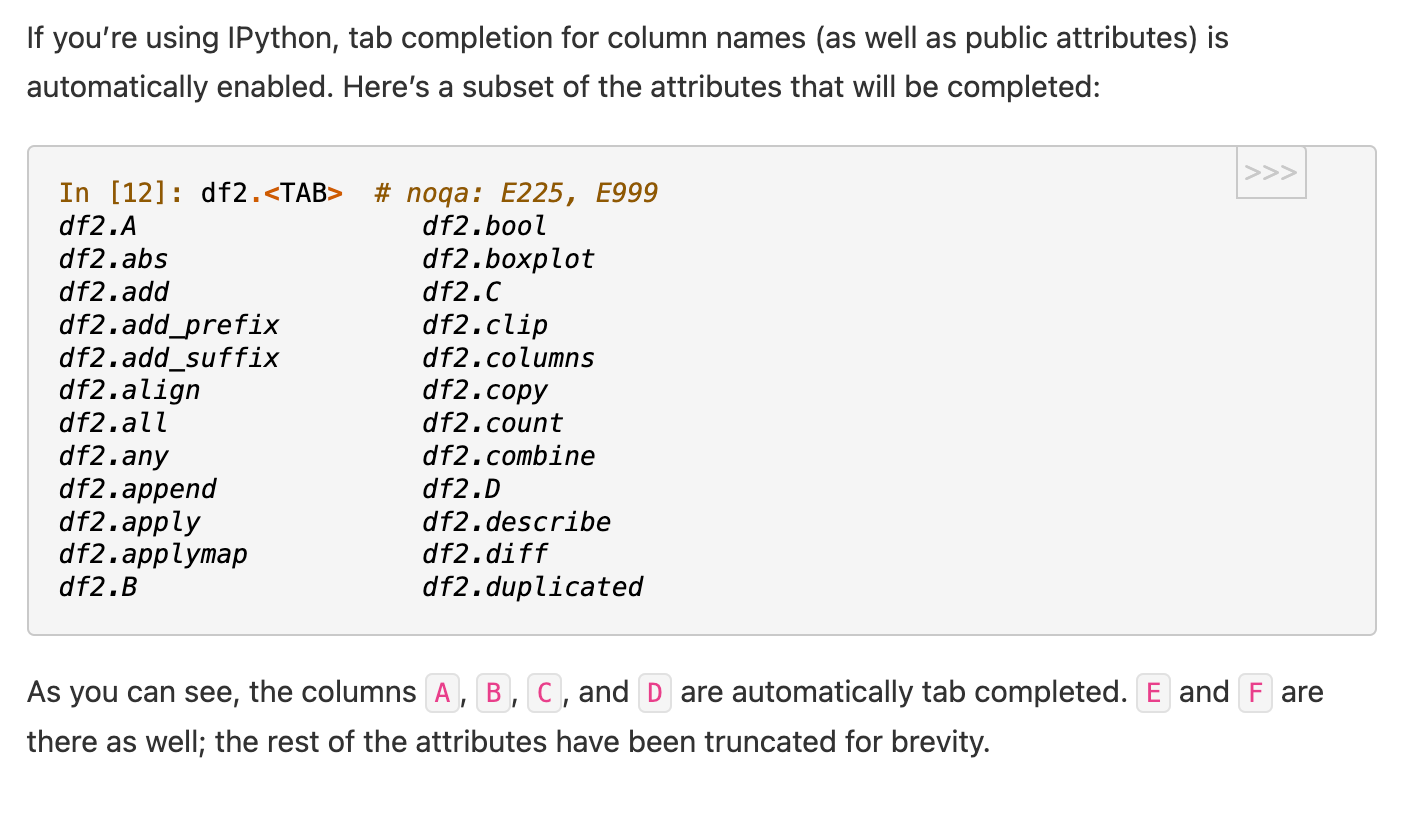 If you’re using IPython, tab completion for column names (as well as public attributes) is
automatically enabled. Here’s a subset of the attributes that will be completed:
>>>
In [12]: df2.<TAB>  # noqa: E225, E999
df2.A                  df2.bool
df2.abs                df2.boxplot
df2.add                df2.C
df2.add_prefix         df2.clip
df2.add_suffix         df2.columns
df2.align              df2.copy
df2.all                df2.count
df2.any                df2.combine
df2.append             df2.D
df2.apply              df2.describe
df2.applymap           df2.diff
df2.B                  df2.duplicated
As you can see, the columns A, B, C, and D are automatically tab completed. E and F are
there as well; the rest of the attributes have been truncated for brevity.